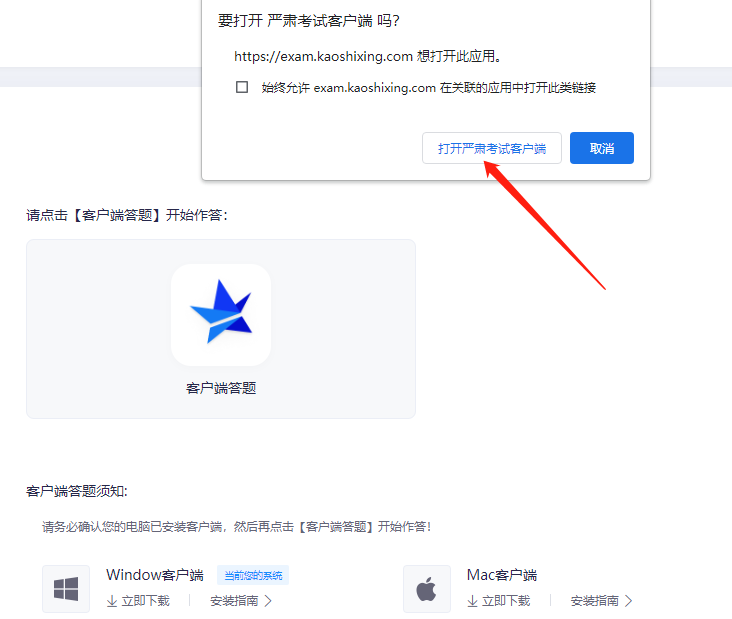 要打开 严肃考试客户端 吗?
https://exam.kaoshixing.com 想打开此应用。
始终允许 exam.kaoshixing.com 在关联的应用中打开此类链接
打开严肃考试客户端 取消
请点击【客户端答题】开始作答:
客户端答题
客户端答题须知:
请务必确认您的电脑已安装客户端，然后再点击【客户端答题】开始作答!
Window客户端 当前您的系统 Mac客户端
立即下载 安装指南 立即下载 安装指南